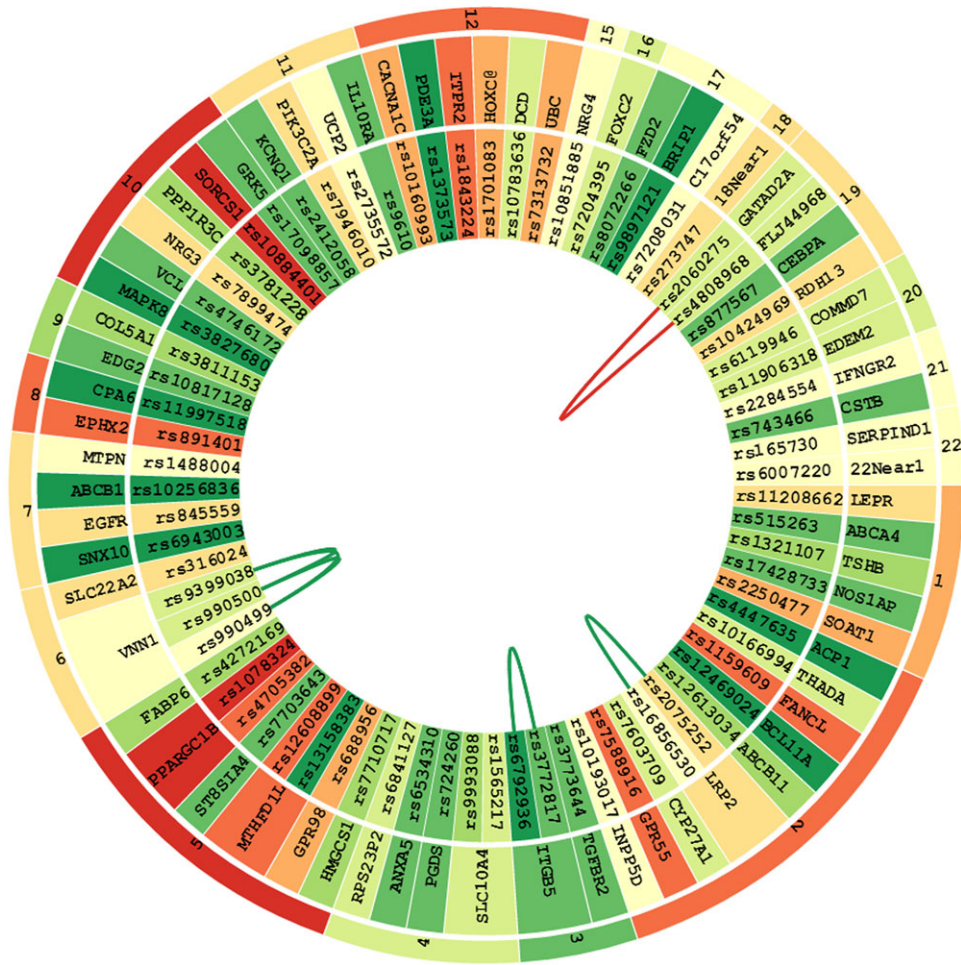 1
2
3
4
5
6
7
8
9
10
11
12
15
16
17
18
19
20
21
22
LEPR
ABCA4
TSHB
NOS1AP
SOAT1
ACP1
THADA
FANCL
BCL11A
ABCB11
LRP2
CYP27A1
GPR55
INPP5D
TGFBR2
ITGB5
SLC10A4
PGDS
ANXA5
RPS23P2
HMGCS1
GPR98
MTHFD1L
ST8SIA4
PPARGC1B
FABP6
VNN1
SLC22A2
SNX10
EGFR
ABCB1
MTPN
EPHX2
CPA6
EDG2
COL5A1
MAPK8
VCL
NRG3
PPP1R3C
SORCS1
GRK5
KCNQ1
PIK3C2A
UCP2
IL10RA
CACNA1C
PDE3A
ITPR2
HOXC@
DCD
UBC
NRG4
FOXC2
FZD2
BRIP1
C17orf54
18Near1
GATAD2A
FLJ44968
CEBPA
RDHL3
COMMD7
EDEM2
IFNGR2
CSTB
SERPIND1
22Near1
rs11208662
rs515263
rs1321107
rs17428733
rs2250477
rs4447635
rs10166994
rs1159609
rs12469024
rs12613034
rs2075252
rs16856530
rs7603709
rs7588916
rs10193017
rs3773644
rs3772817
rs6792936
rs1565217
rs9993088
rs724260
rs6534310
rs6841127
rs7710717
rs688956
rs13158383
rs12608899
rs7703643
rs4705382
rs1078324
rs4272169
rs990499
rs990500
rs9399038
rs316024
rs6943003
rs845559
rs10256836
rs1488004
rs891401
rs11997518
rs10817128
rs3811153
rs3827680
rs4746172
rs7899474
rs3781228
rs10884401
rs1709885
rs2412058
rs7946010
rs2735572
rs9610
rs10160993
rs1373573
rs1843224
rs1701083
rs10783636
rs7313732
rs10851885
rs7204395
rs8072266
rs9897121
rs7208031
rs273747
rs2060275
rs4808968
rs877567
rs10424969
rs6119946
rs11906318
rs2284554
rs743466
rs165730
rs6007220